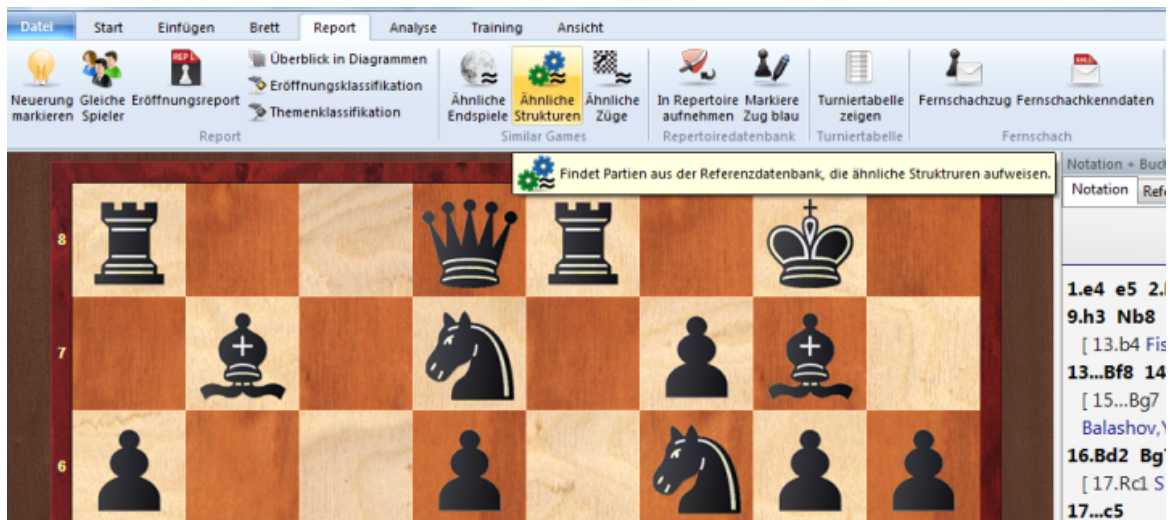 Datei Start Einfügen Brett Report Analyse Training Ansicht
Neuerung markieren
Gleiche Spieler
Eröffnungsreport
Überblick in Diagrammen
Eröffnungsklassifikation
Themenklassifikation
Report
Ähnliche Endspiele
Ähnliche Strukturen
Ähnliche Züge
Similar Games
In Repertoire aufnehmen
Markiere Zug blau
Repertoiredatenbank
Turniertabelle zeigen
Turniertabelle
Fernschachzug
Fernschachkenndaten
Fernschach
Findet Partien aus der Referenzdatenbank, die ähnliche Strukturen aufweisen.
8
7
6
Notation + Buch
Notation
1.e4 e5 2.
9.h3 Nb8
[ 13.b4 Fis
13...Bf8 14
[ 15...Bg7
Balashov,Y
16.Bd2 Bg7
[ 17.Rc1 S
17...c5